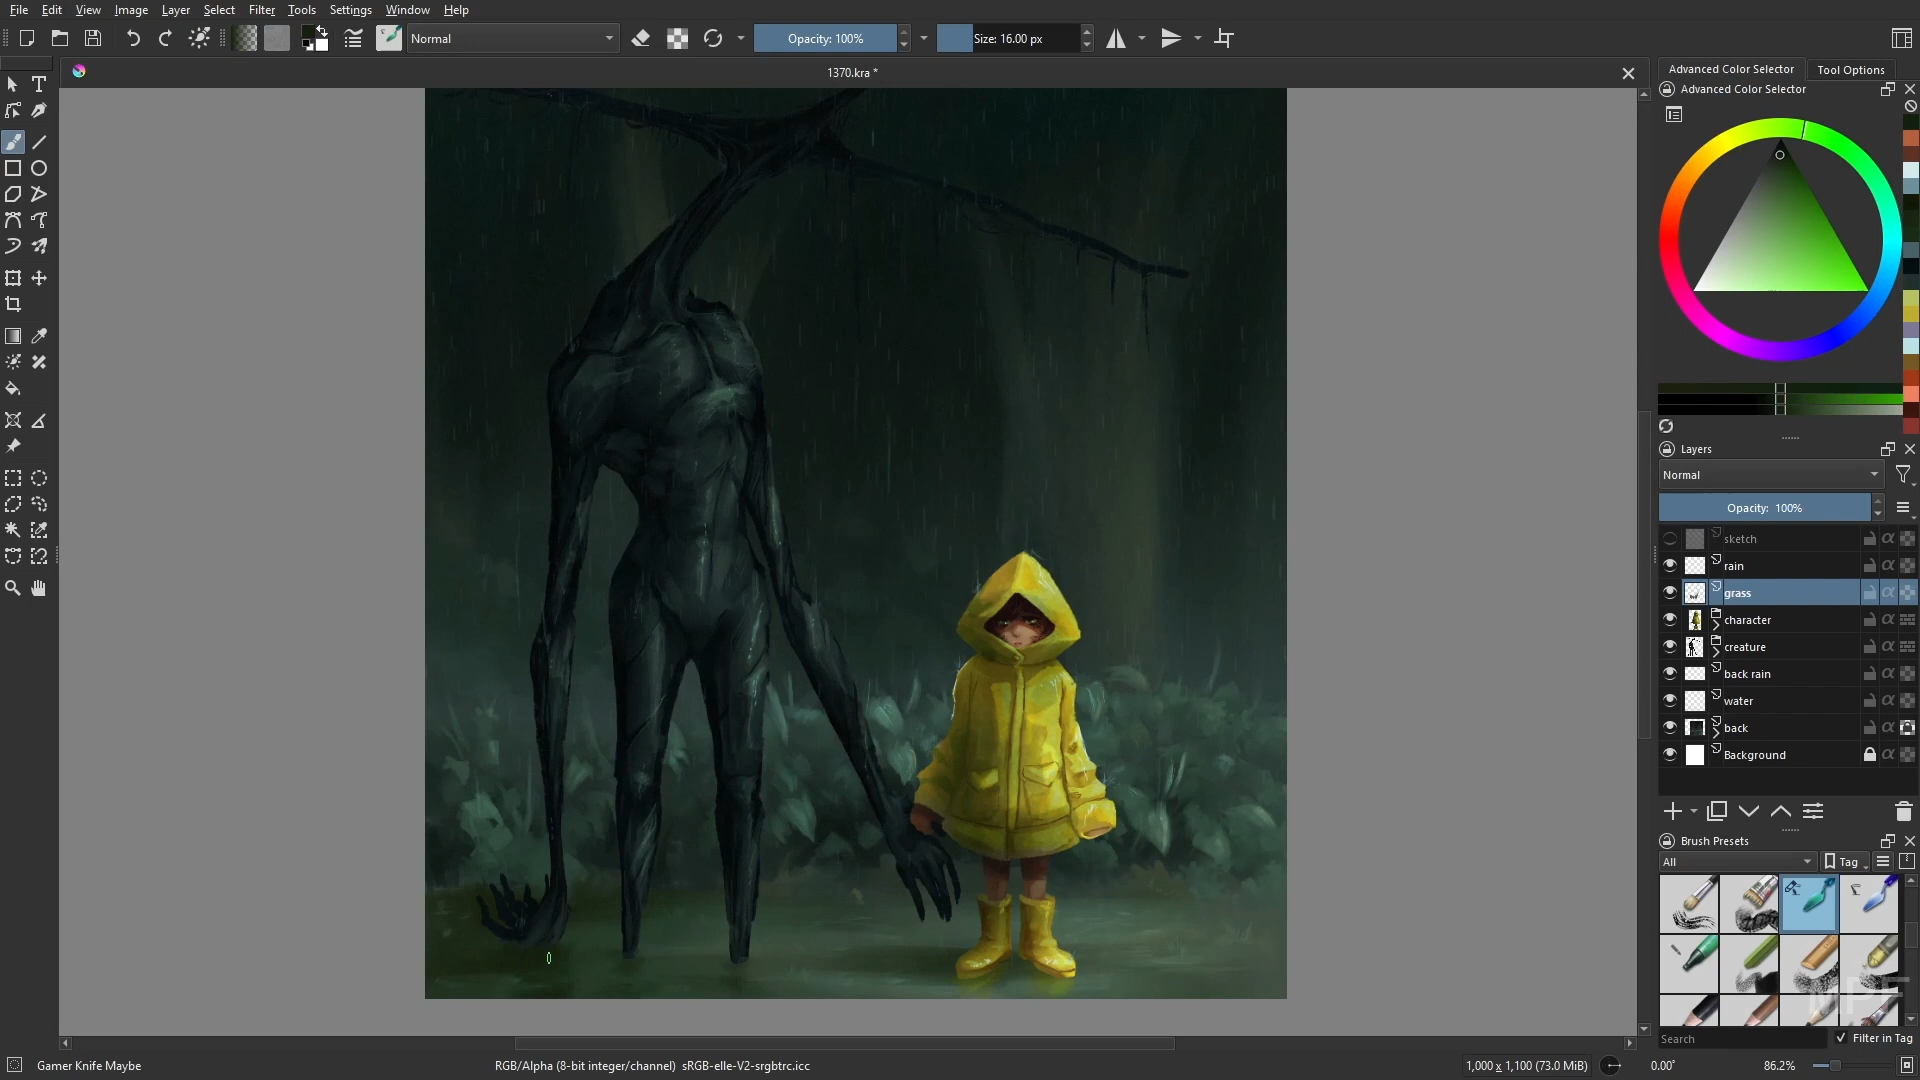 File Edit View Image Layer Select Filter Tools Settings Window Help
Normal
Opacity: 100%
Size: 16.00 px
1370.kra *
Advanced Color Selector
Tool Options
Advanced Color Selector
Layers
Normal
Opacity: 100%
sketch
rain
grass
character
creature
back rain
water
back
Background
Brush Presets
All
Tag
MPF
Search
Filter in Tag
Gamer Knife Maybe
RGB/Alpha (8-bit integer/channel) sRGB-elle-V2-srgbtrc.icc
1,000 x 1,100 (73.0 MiB)
0.00°
86.2%